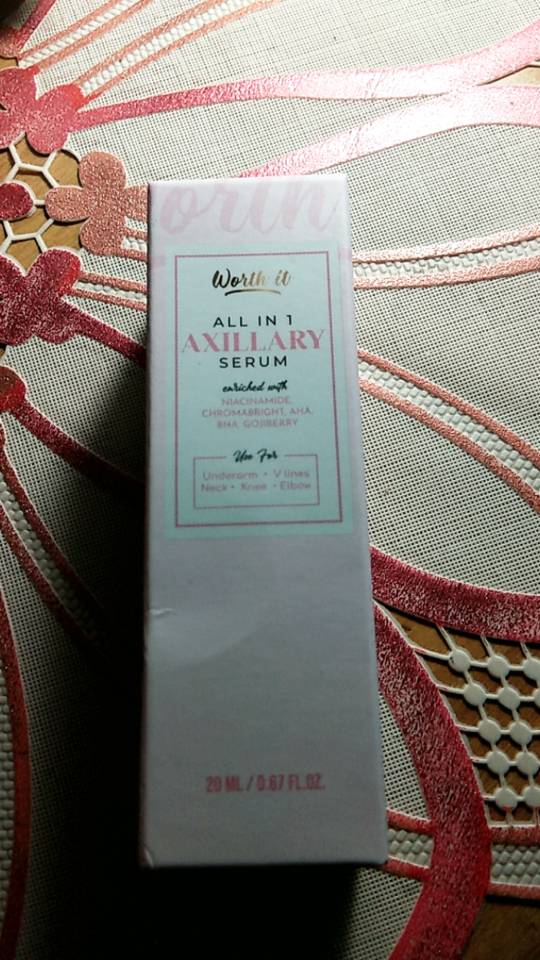 orth
Worth it
ALL IN 1
AXILLARY
SERUM
enriched with
NIACINAMIDE,
CHROMABRIGHT, AHA,
BHA, GOJIBERRY
Use For
Underarm • V lines
Neck • Knee • Elbow
20 ML / 0.67 FL.OZ.